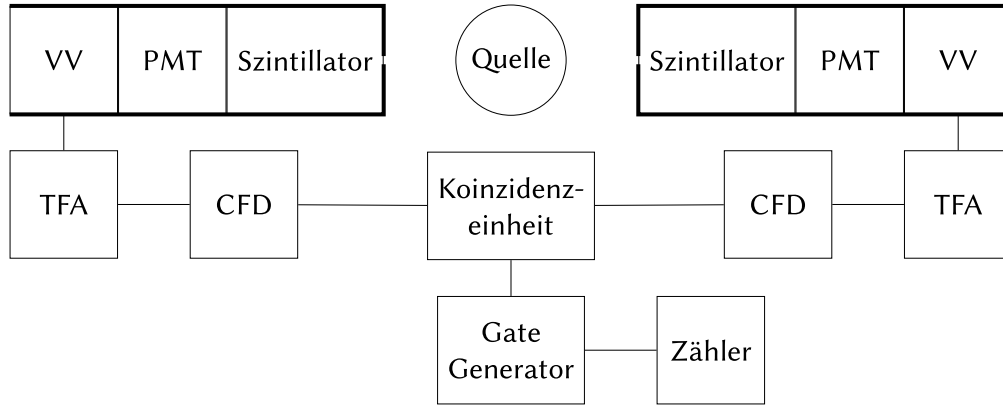 VV PMT Szintillator Quelle Szintillator PMT VV
TFA CFD Koinzidenz-
einheit CFD TFA
Gate
Generator Zähler